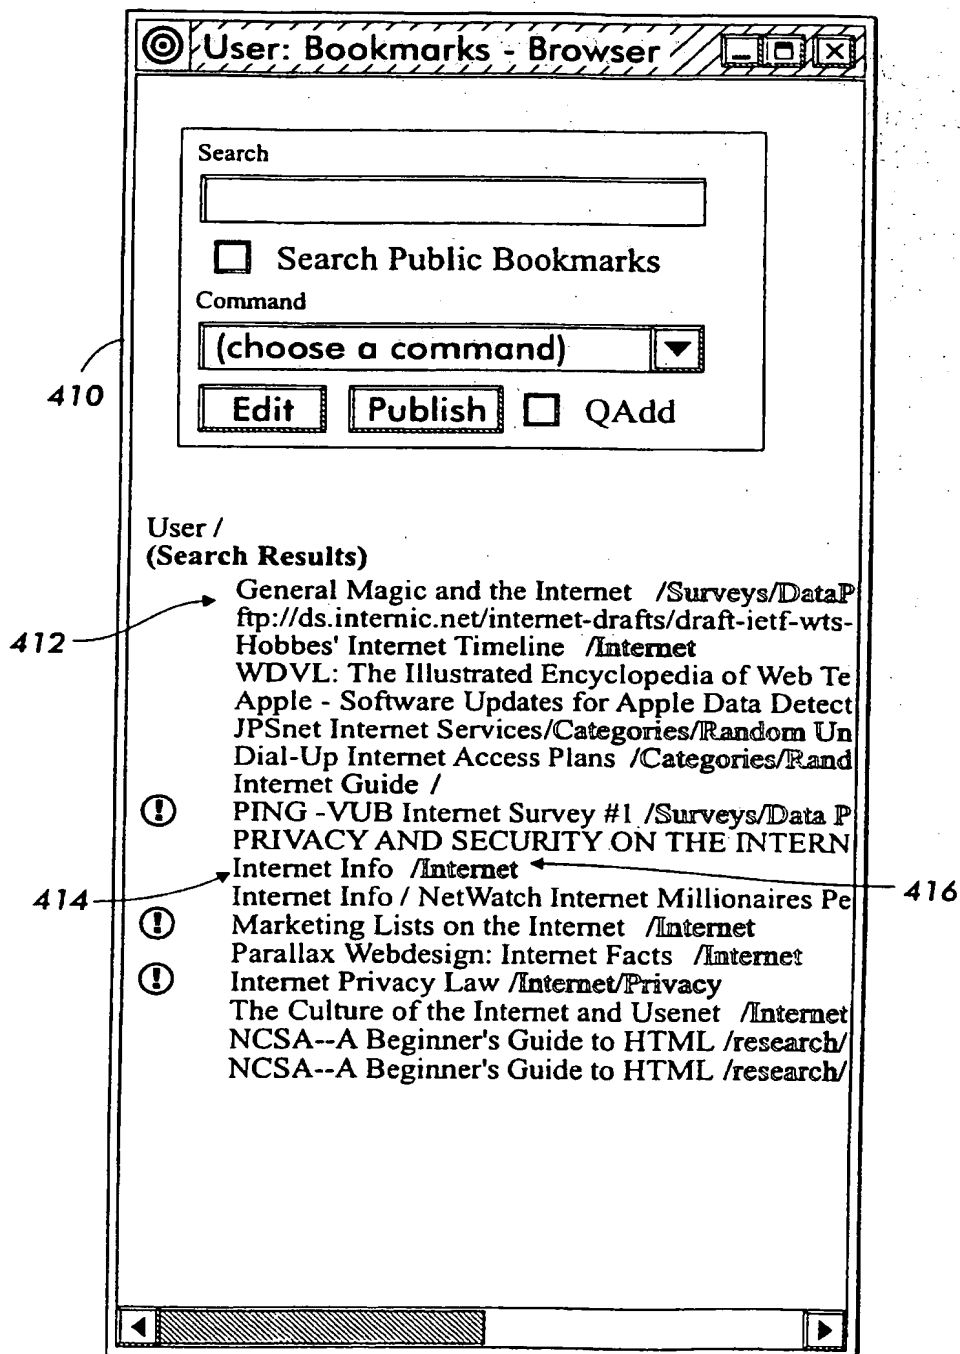 User: Bookmarks - Browser
Search
Search Public Bookmarks
Command
(choose a command)
410
Edit Publish QAdd
User /
(Search Results)
General Magic and the Internet /Surveys/DataP
412
ftp://ds.internic.net/internet-drafts/draft-ietf-wts-
Hobbes' Internet Timeline /Internet
WDVL: The Illustrated Encyclopedia of Web Te
Apple - Software Updates for Apple Data Detect
JPSnet Internet Services/Categories/Random Un
Dial-Up Internet Access Plans /Categories/Rand
Internet Guide /
PING -VUB Internet Survey #1 /Surveys/Data P
PRIVACY AND SECURITY ON THE INTERN
Internet Info /Internet
414
416
Internet Info / NetWatch Internet Millionaires Pe
Marketing Lists on the Internet /Internet
Parallax Webdesign: Internet Facts /Internet
Internet Privacy Law /Internet/Privacy
The Culture of the Internet and Usenet /Internet
NCSA--A Beginner's Guide to HTML /research/
NCSA--A Beginner's Guide to HTML /research/